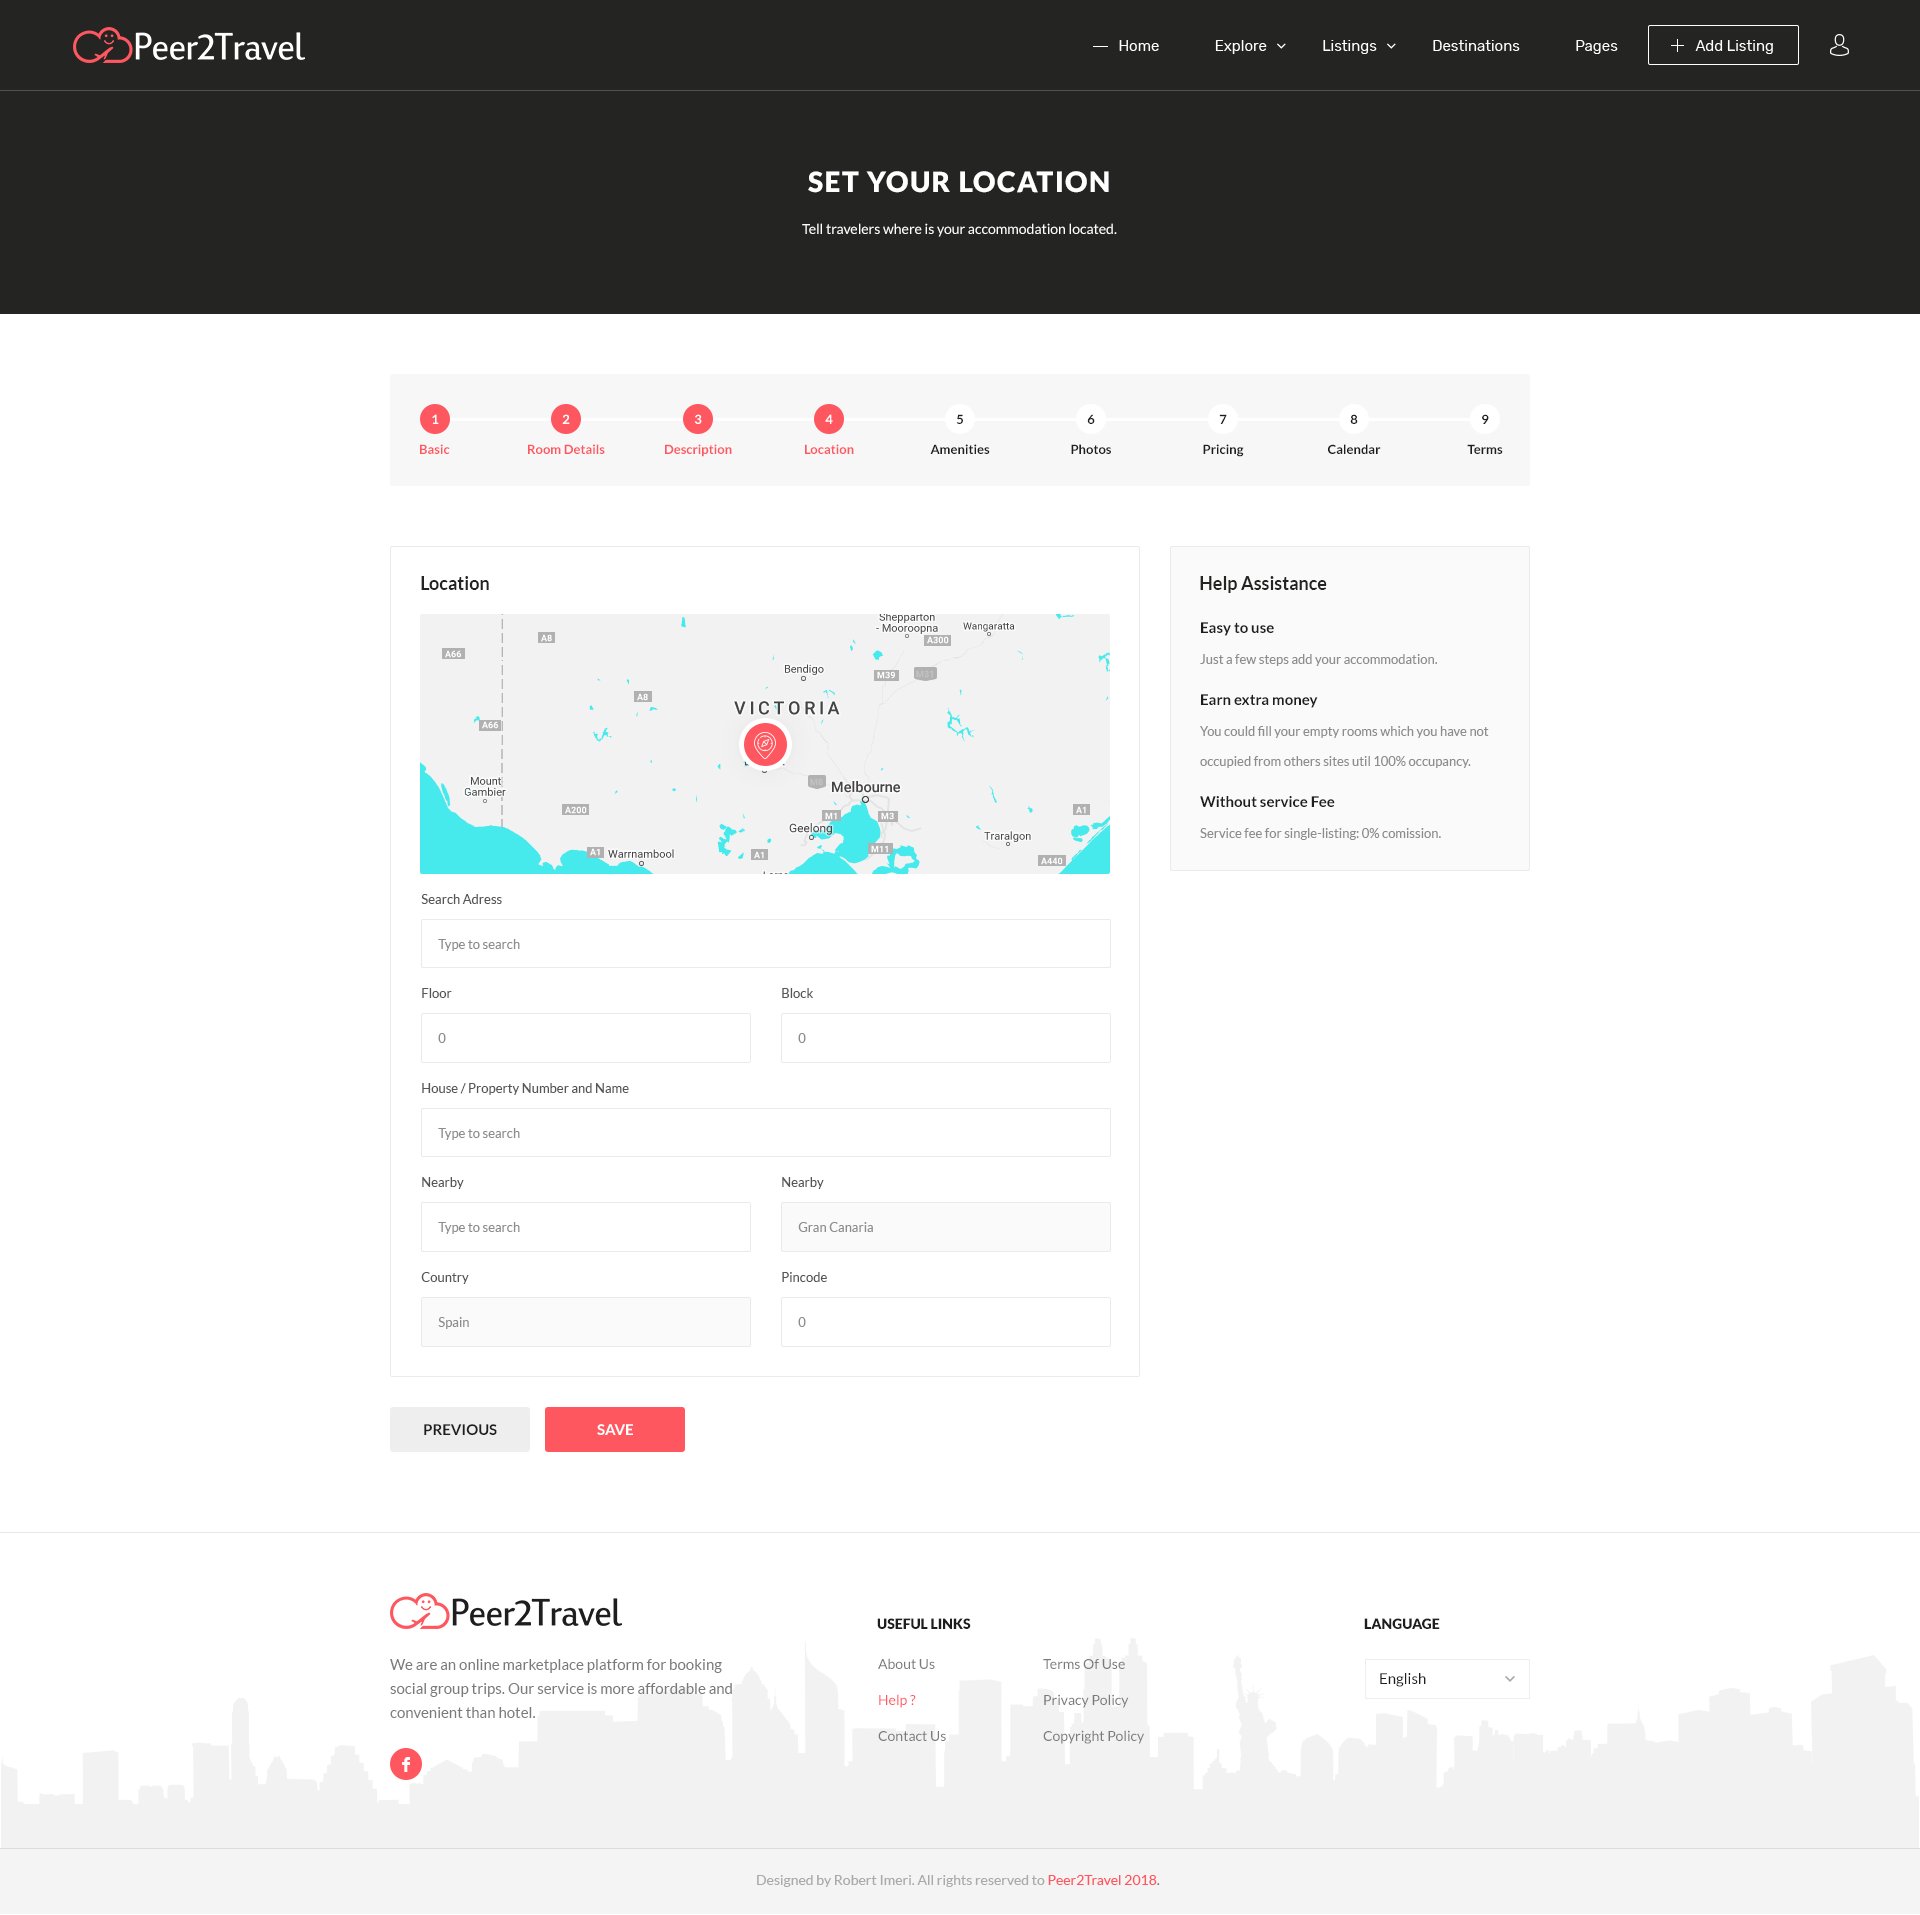 Peer2Travel
Home Explore Listings Destinations Pages Add Listing
SET YOUR LOCATION
Tell travelers where is your accommodation located.
1 2 3 4 5 6 7 8 9
Basic Room Details Description Location Amenities Photos Pricing Calendar Terms
Location
Shepparton
- Mooroopna
Wangaratta
A8
A300
A66
Bendigo
M39
M31
A8
VICTORIA
A66
Mount
Gambier
M8
Melbourne
A200
M1
M3
A1
Geelong
Traralgon
A1
Warrnambool
A1
M11
A440
Search Adress
Type to search
Floor Block
0 0
House / Property Number and Name
Type to search
Nearby Nearby
Type to search Gran Canaria
Country Pincode
Spain 0
PREVIOUS SAVE
Help Assistance
Easy to use
Just a few steps add your accommodation.
Earn extra money
You could fill your empty rooms which you have not
occupied from others sites util 100% occupancy.
Without service Fee
Service fee for single-listing: 0% comission.
Peer2Travel
We are an online marketplace platform for booking
social group trips. Our service is more affordable and
convenient than hotel.
f
USEFUL LINKS
About Us Terms Of Use
Help ? Privacy Policy
Contact Us Copyright Policy
LANGUAGE
English
Designed by Robert Imeri. All rights reserved to Peer2Travel 2018.